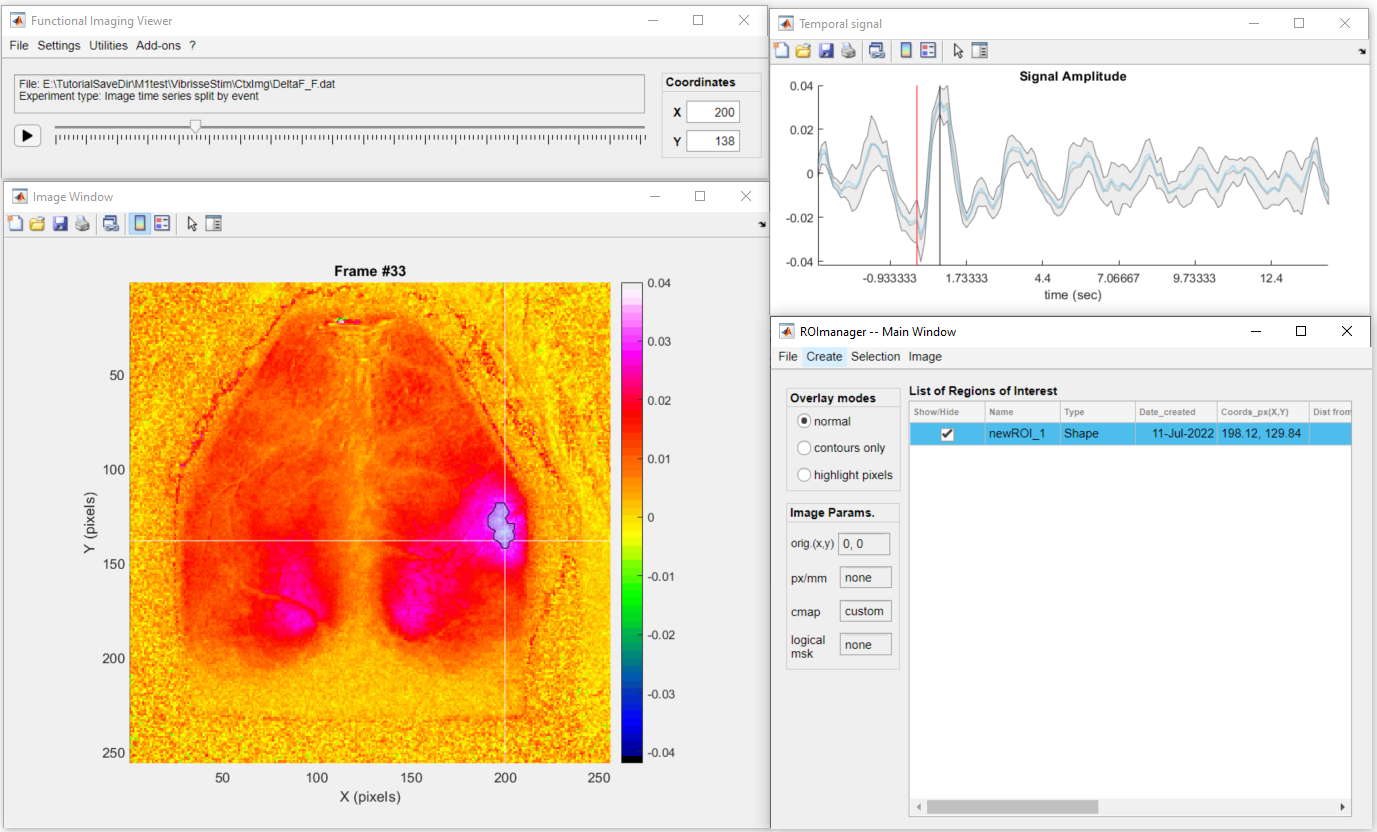 Functional Imaging Viewer
File Settings Utilities Add-ons ?
File: E:\TutorialSaveDir\M1test\VibrisseStim\CtxImg\DeltaF_F.dat
Experiment type: Image time series split by event
Coordinates
X 200
Y 138
Image Window
Frame #33
Y (pixels)
50
100
150
200
250
50 100 150 200 250
X (pixels)
0.04
0.03
0.02
0.01
0
-0.01
-0.02
-0.03
-0.04
Temporal signal
Signal Amplitude
0.04
0.02
0
-0.02
-0.04
-0.933333 1.73333 4.4 7.06667 9.73333 12.4
time (sec)
ROImanager -- Main Window
File Create Selection Image
Overlay modes
normal
contours only
highlight pixels
Image Params.
orig.(x,y) 0, 0
px/mm none
cmap custom
logical
msk none
List of Regions of Interest
Show/Hide Name Type Date_created Coords_px(X,Y) Dist from
newROI_1 Shape 11-Jul-2022 198.12, 129.84